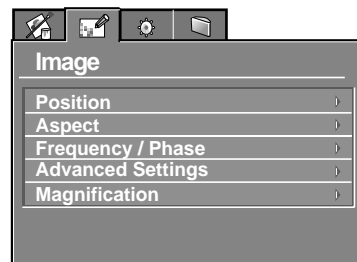 Image
Position
Aspect
Frequency / Phase
Advanced Settings
Magnification